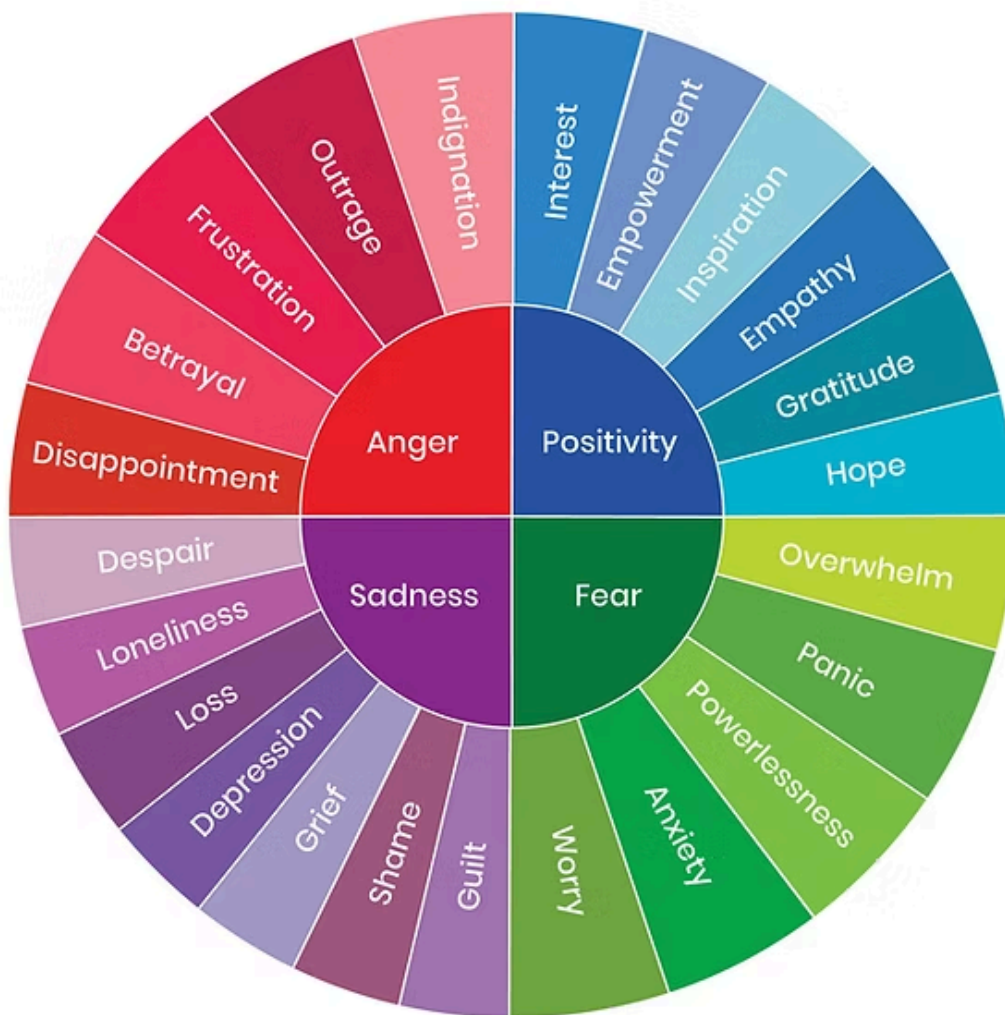 Indignation
Outrage
Frustration
Betrayal
Disappointment
Anger
Interest
Empowerment
Inspiration
Empathy
Gratitude
Hope
Positivity
Sadness
Despair
Loneliness
Loss
Depression
Grief
Shame
Guilt
Fear
Overwhelm
Panic
Powerlessness
Anxiety
Worry